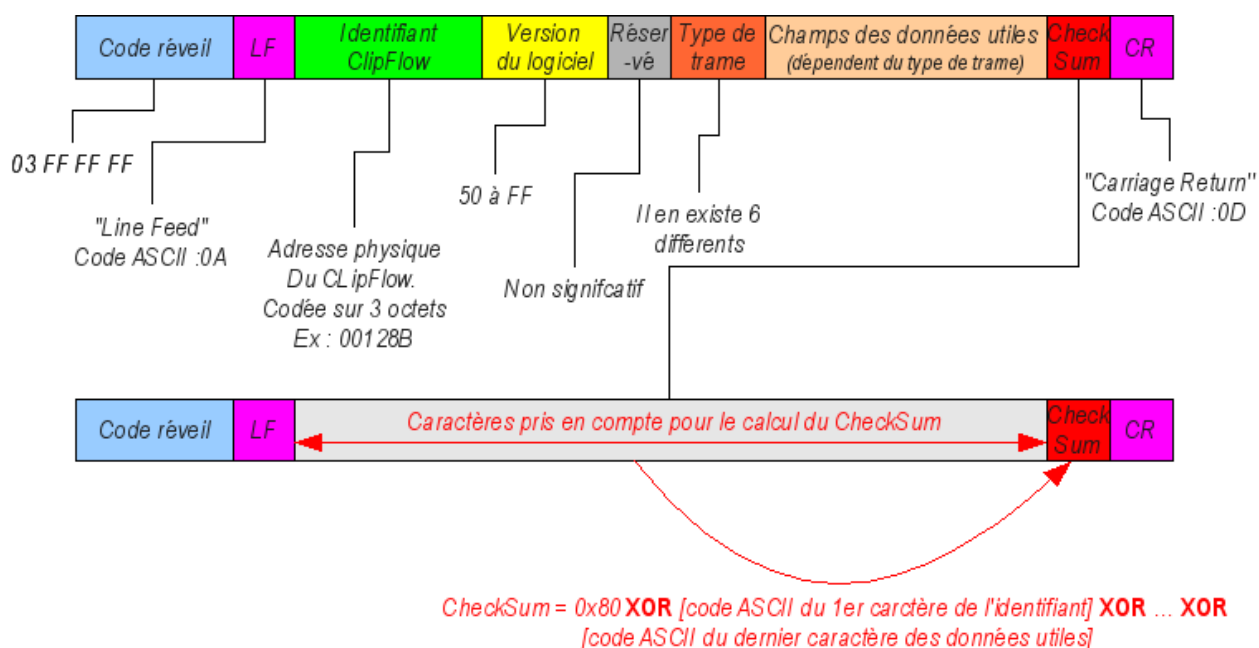 Code réveil
LF
Identifiant
ClipFlow
Version
du logiciel
Réser
-vé
Type de
trame
Champs des données utiles
(dépendent du type de trame)
Check
Sum
CR
03 FF FF FF
"Line Feed"
Code ASCII :0A
Adresse physique
Du CLipFlow.
Codée sur 3 octets
Ex : 00128B
50 à FF
Non signifcatif
Il en existe 6
différents
"Carriage Return"
Code ASCII :0D
Code réveil
LF
Caractères pris en compte pour le calcul du CheckSum
Check
Sum
CR
CheckSum = 0x80 XOR [code ASCII du 1er carctère de l'identifiant] XOR ... XOR
[code ASCII du dernier caractère des données utiles]